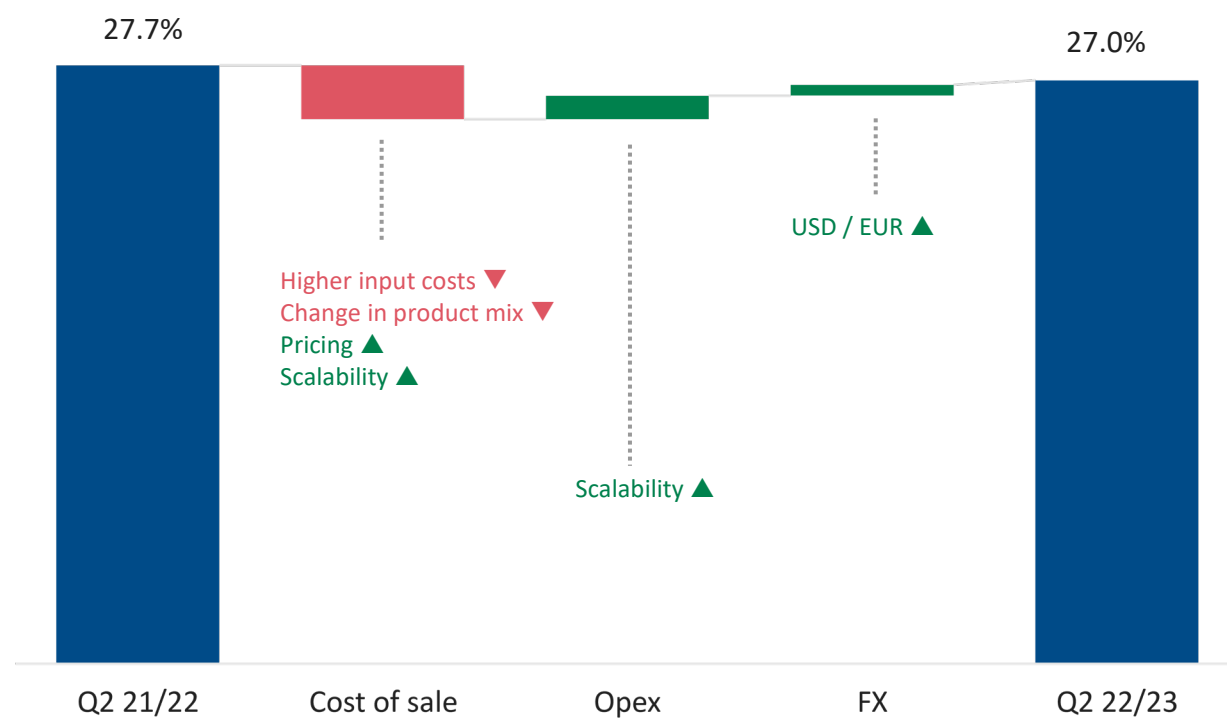 27.7%
27.0%
USD / EUR ▲
Higher input costs ▼
Change in product mix ▼
Pricing ▲
Scalability ▲
Scalability ▲
Q2 21/22
Cost of sale
Opex
FX
Q2 22/23